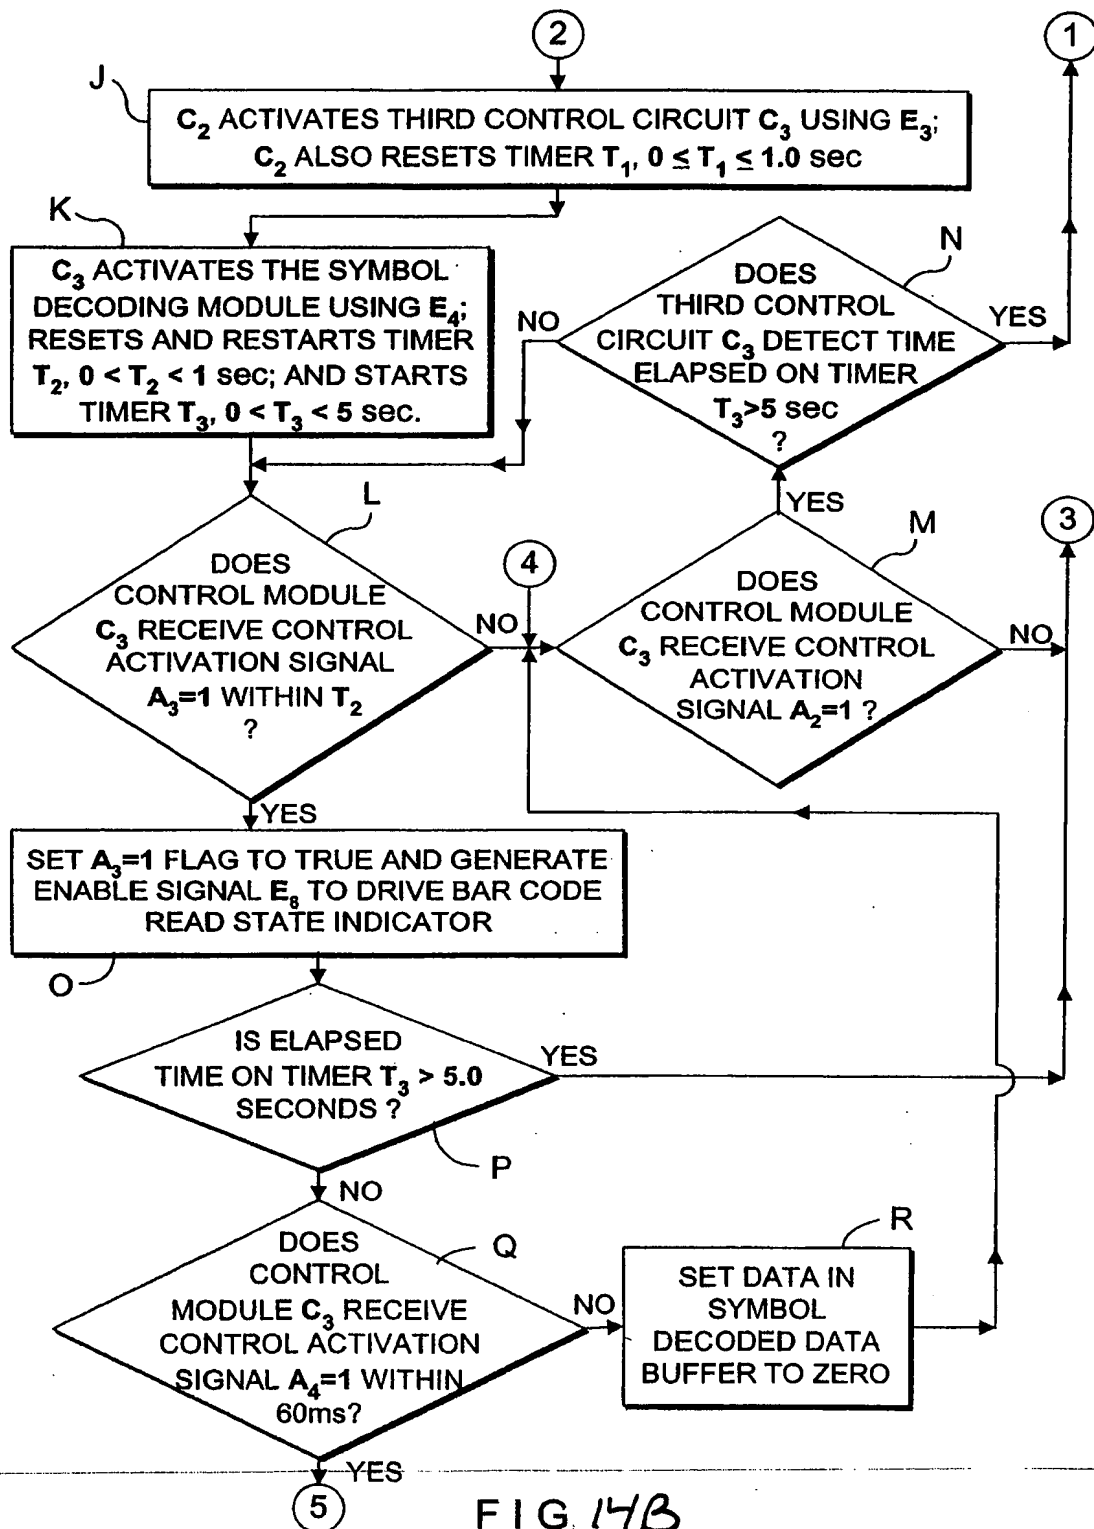 2
1
J
C2 ACTIVATES THIRD CONTROL CIRCUIT C3 USING E3;
C2 ALSO RESETS TIMER T1, 0 ≤ T1 ≤ 1.0 sec
K
C3 ACTIVATES THE SYMBOL
DECODING MODULE USING E4;
RESETS AND RESTARTS TIMER
T2, 0 < T2 < 1 sec; AND STARTS
TIMER T3, 0 < T3 < 5 sec.
N
DOES
THIRD CONTROL
CIRCUIT C3 DETECT TIME
ELAPSED ON TIMER
T3>5 sec
?
NO
YES
L
DOES
CONTROL MODULE
C3 RECEIVE CONTROL
ACTIVATION SIGNAL
A3=1 WITHIN T2
?
NO
YES
4
YES
M
3
DOES
CONTROL MODULE
C3 RECEIVE CONTROL
ACTIVATION
SIGNAL A2=1 ?
NO
SET A3=1 FLAG TO TRUE AND GENERATE
ENABLE SIGNAL E8 TO DRIVE BAR CODE
READ STATE INDICATOR
O
IS ELAPSED
TIME ON TIMER T3 > 5.0
SECONDS ?
YES
P
NO
DOES
CONTROL
MODULE C3 RECEIVE
CONTROL ACTIVATION
SIGNAL A4=1 WITHIN
60ms?
Q
NO
R
SET DATA IN
SYMBOL
DECODED DATA
BUFFER TO ZERO
YES
5
FIG. 14B